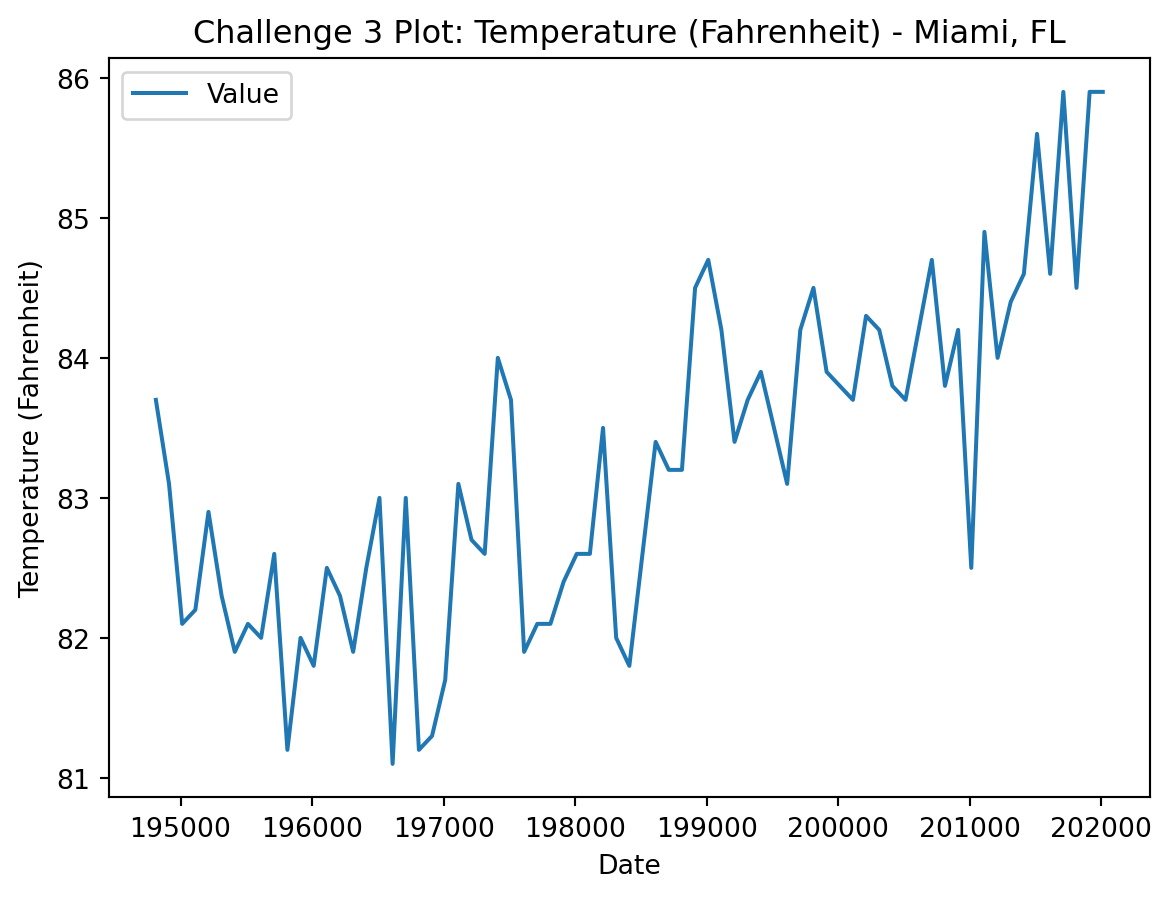 Challenge 3 Plot: Temperature (Fahrenheit) - Miami, FL
Value
86
85
84
83
82
81
Temperature (Fahrenheit)
195000 196000 197000 198000 199000 200000 201000 202000
Date